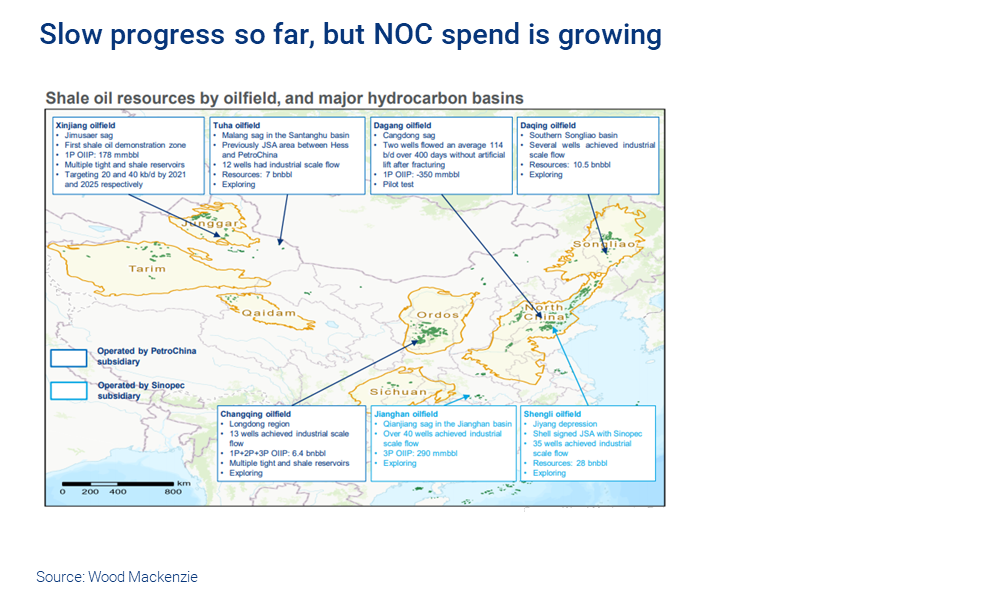 Slow progress so far, but NOC spend is growing
Shale oil resources by oilfield, and major hydrocarbon basins
Xinjiang oilfield
• Jimusaer sag
• First shale oil demonstration zone
• 1P OIIP: 178 mmbbl
• Multiple tight and shale reservoirs
• Targeting 20 and 40 kb/d by 2021
and 2025 respectively
Tuha oilfield
• Malang sag in the Santanghu basin
• Previously JSA area between Hess
and PetroChina
• 12 wells had industrial scale flow
• Resources: 7 bnbbl
• Exploring
Dagang oilfield
• Cangdong sag
• Two wells flowed an average 114
b/d over 400 days without artificial
lift after fracturing
• 1P OIIP: -350 mmbbl
• Pilot test
Daqing oilfield
• Southern Songliao basin
• Several wells achieved industrial
scale flow
• Resources: 10.5 bnbbl
• Exploring
Junggar
Songliao
Tarim
Qaidam
Ordos
North
China
Sichuan
Operated by PetroChina
subsidiary
Operated by Sinopec
subsidiary
Changqing oilfield
• Longdong region
• 13 wells achieved industrial scale
flow
• 1P+2P+3P OIIP: 6.4 bnbbl
• Multiple tight and shale reservoirs
• Exploring
Jianghan oilfield
• Qianjiang sag in the Jianghan basin
• Over 40 wells achieved industrial
scale flow
• 3P OIIP: 290 mmbbl
• Exploring
Shengli oilfield
• Jiyang depression
• Shell signed JSA with Sinopec
• 35 wells achieved industrial
scale flow
• Resources: 28 bnbbl
• Exploring
km
0 200 400 800
Source: Wood Mackenzie